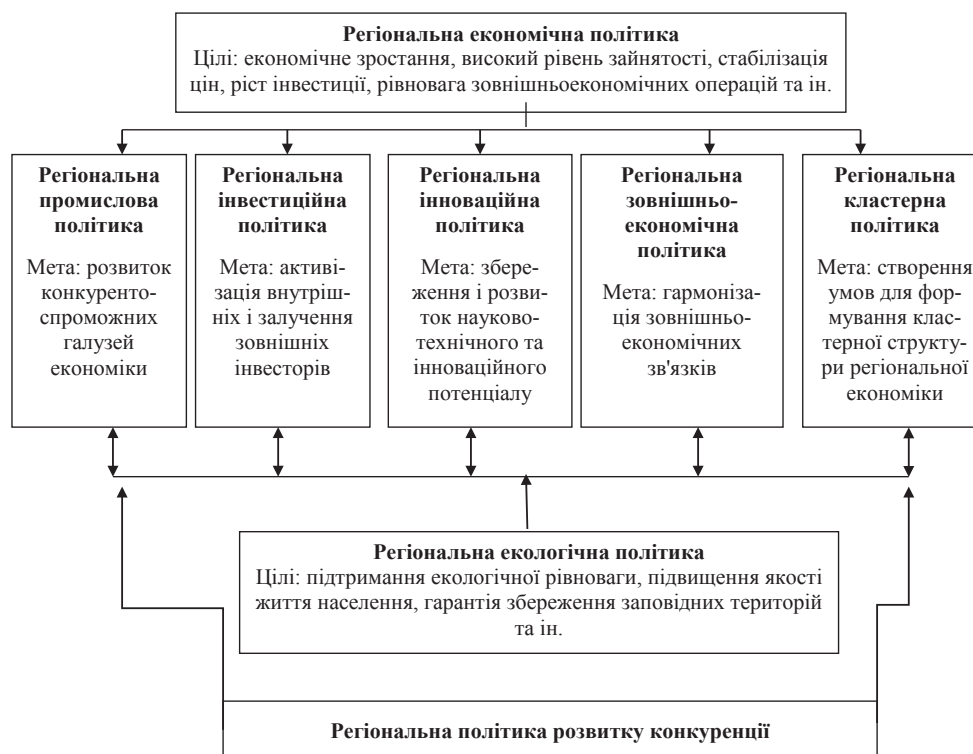 Регіональна економічна політика
Цілі: економічне зростання, високий рівень зайнятості, стабілізація
цін, ріст інвестиції, рівновага зовнішньоекономічних операцій та ін.
Регіональна
промислова
політика
Мета: розвиток
конкуренто-
спроможних
галузей
економіки
Регіональна
інвестиційна
політика
Мета: активі-
зація внутріш-
ніх і залучення
зовнішніх
інвесторів
Регіональна
інноваційна
політика
Мета: збере-
ження і розви-
ток науково-
технічного та
інноваційного
потенціалу
Регіональна
зовнішньо-
економічна
політика
Мета: гармоніза-
ція зовнішньо-
економічних
зв'язків
Регіональна
кластерна
політика
Мета: створення
умов для фор-
мування клас-
терної структу-
ри регіональної
економіки
Регіональна екологічна політика
Цілі: підтримання екологічної рівноваги, підвищення якості
життя населення, гарантія збереження заповідних територій
та ін.
Регіональна політика розвитку конкуренції